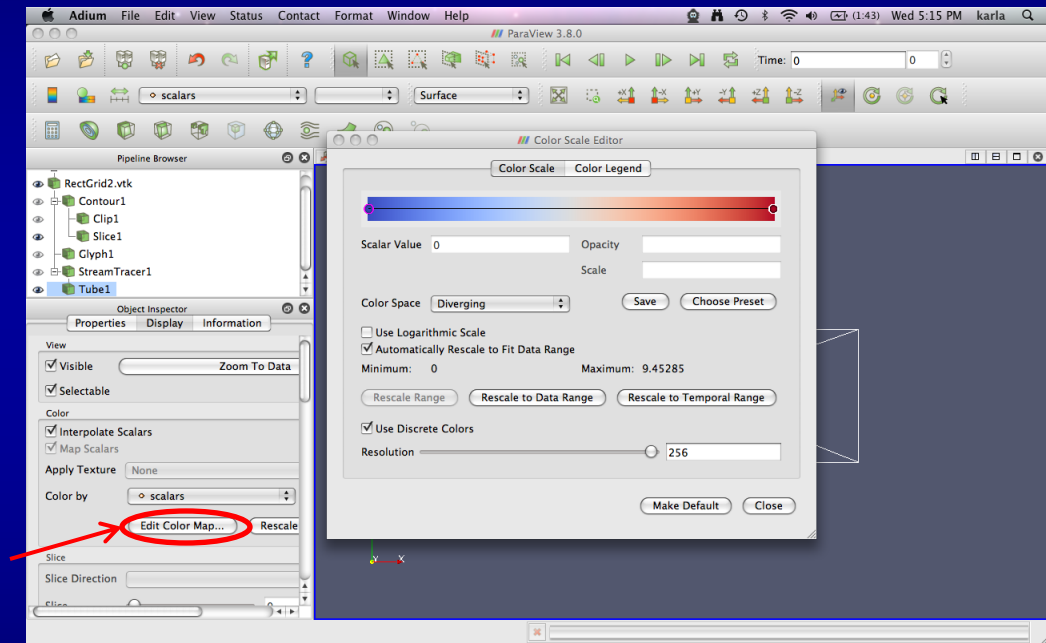 Adium File Edit View Status Contact Format Window Help (1:43) Wed 5:15 PM karla
ParaView 3.8.0
Time: 0 0
scalars Surface
+X -X +Y -Y +Z -Z
Pipeline Browser
RectGrid2.vtk
Contour1
Clip1
Slice1
Glyph1
StreamTracer1
Tube1
Object Inspector
Properties Display Information
View
Visible Zoom To Data
Selectable
Color
Interpolate Scalars
Map Scalars
Apply Texture None
Color by scalars
Edit Color Map... Rescale
Slice
Slice Direction
Slice 0
Color Scale Editor
Color Scale Color Legend
Scalar Value 0 Opacity
Scale
Color Space Diverging Save Choose Preset
Use Logarithmic Scale
Automatically Rescale to Fit Data Range
Minimum: 0 Maximum: 9.45285
Rescale Range Rescale to Data Range Rescale to Temporal Range
Use Discrete Colors
Resolution 256
Make Default Close
Y X